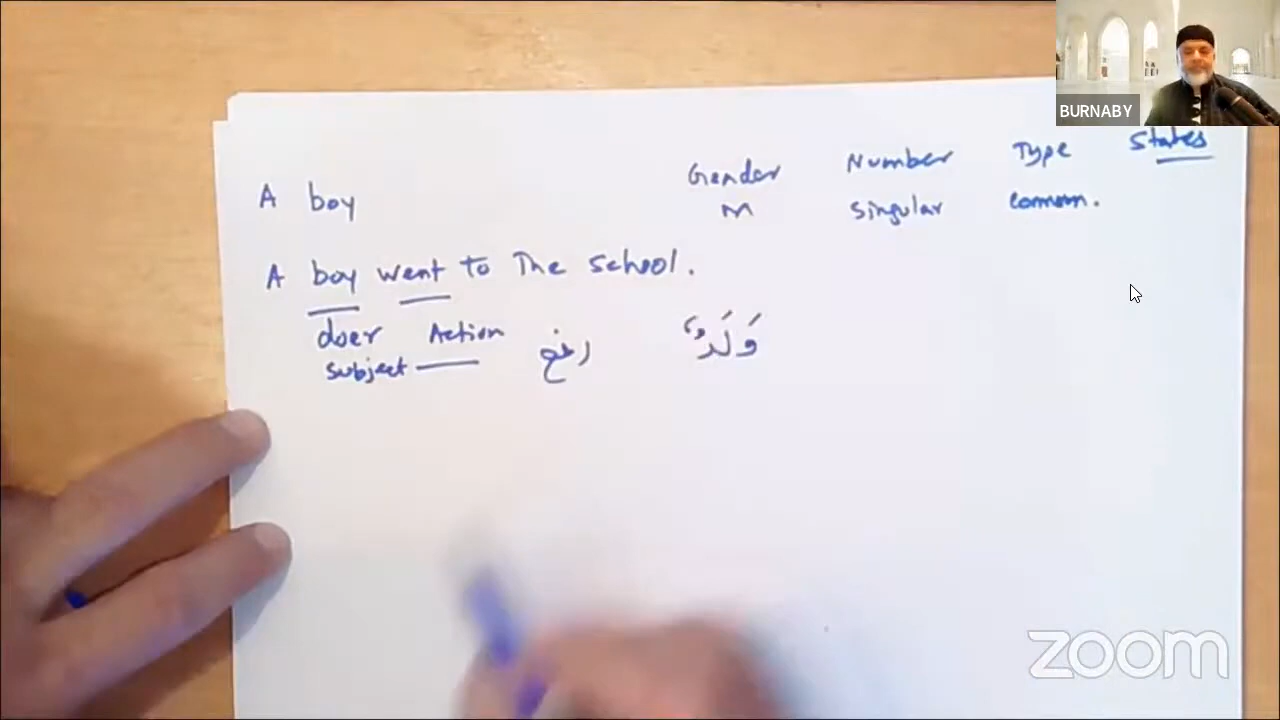 BURNABY
Gender Number Type States
A boy M Singular common.
A boy went to The school.
doer Action
subject رفع وَلَدٌ
zoom